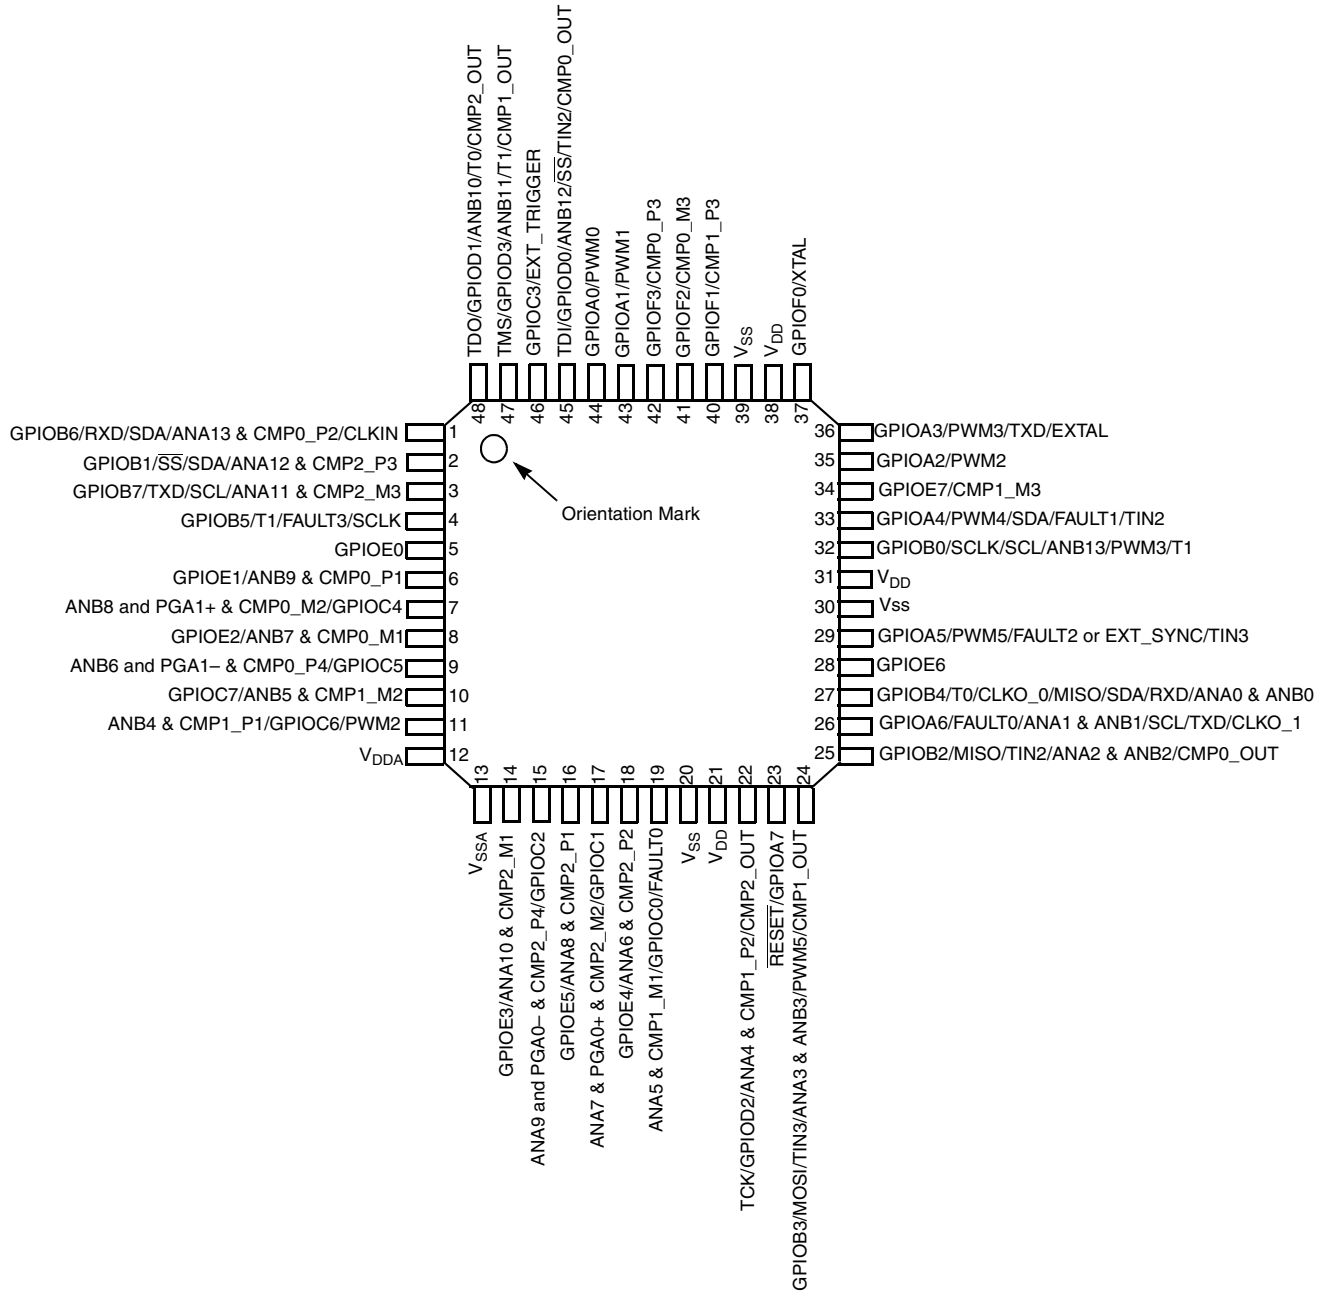 TDO/GPIOD1/ANB10/T0/CMP2_OUT
TMS/GPIOD3/ANB11/T1/CMP1_OUT
GPIOC3/EXT_TRIGGER
TDI/GPIOD0/ANB12/S̅S̅/TIN2/CMP0_OUT
GPIOA0/PWM0
GPIOA1/PWM1
GPIOF3/CMP0_P3
GPIOF2/CMP0_M3
GPIOF1/CMP1_P3
VSS
VDD
GPIOF0/XTAL
48
47
46
45
44
43
42
41
40
39
38
37
GPIOB6/RXD/SDA/ANA13 & CMP0_P2/CLKIN 1
GPIOB1/S̅S̅/SDA/ANA12 & CMP2_P3 2
GPIOB7/TXD/SCL/ANA11 & CMP2_M3 3
GPIOB5/T1/FAULT3/SCLK 4
GPIOE0 5
GPIOE1/ANB9 & CMP0_P1 6
ANB8 and PGA1+ & CMP0_M2/GPIOC4 7
GPIOE2/ANB7 & CMP0_M1 8
ANB6 and PGA1– & CMP0_P4/GPIOC5 9
GPIOC7/ANB5 & CMP1_M2 10
ANB4 & CMP1_P1/GPIOC6/PWM2 11
VDDA 12
Orientation Mark
36 GPIOA3/PWM3/TXD/EXTAL
35 GPIOA2/PWM2
34 GPIOE7/CMP1_M3
33 GPIOA4/PWM4/SDA/FAULT1/TIN2
32 GPIOB0/SCLK/SCL/ANB13/PWM3/T1
31 VDD
30 Vss
29 GPIOA5/PWM5/FAULT2 or EXT_SYNC/TIN3
28 GPIOE6
27 GPIOB4/T0/CLKO_0/MISO/SDA/RXD/ANA0 & ANB0
26 GPIOA6/FAULT0/ANA1 & ANB1/SCL/TXD/CLKO_1
25 GPIOB2/MISO/TIN2/ANA2 & ANB2/CMP0_OUT
13
14
15
16
17
18
19
20
21
22
23
24
VSSA
GPIOE3/ANA10 & CMP2_M1
ANA9 and PGA0– & CMP2_P4/GPIOC2
GPIOE5/ANA8 & CMP2_P1
ANA7 & PGA0+ & CMP2_M2/GPIOC1
GPIOE4/ANA6 & CMP2_P2
ANA5 & CMP1_M1/GPIOC0/FAULT0
VSS
VDD
TCK/GPIOD2/ANA4 & CMP1_P2/CMP2_OUT
R̅E̅S̅E̅T̅/GPIOA7
GPIOB3/MOSI/TIN3/ANA3 & ANB3/PWM5/CMP1_OUT